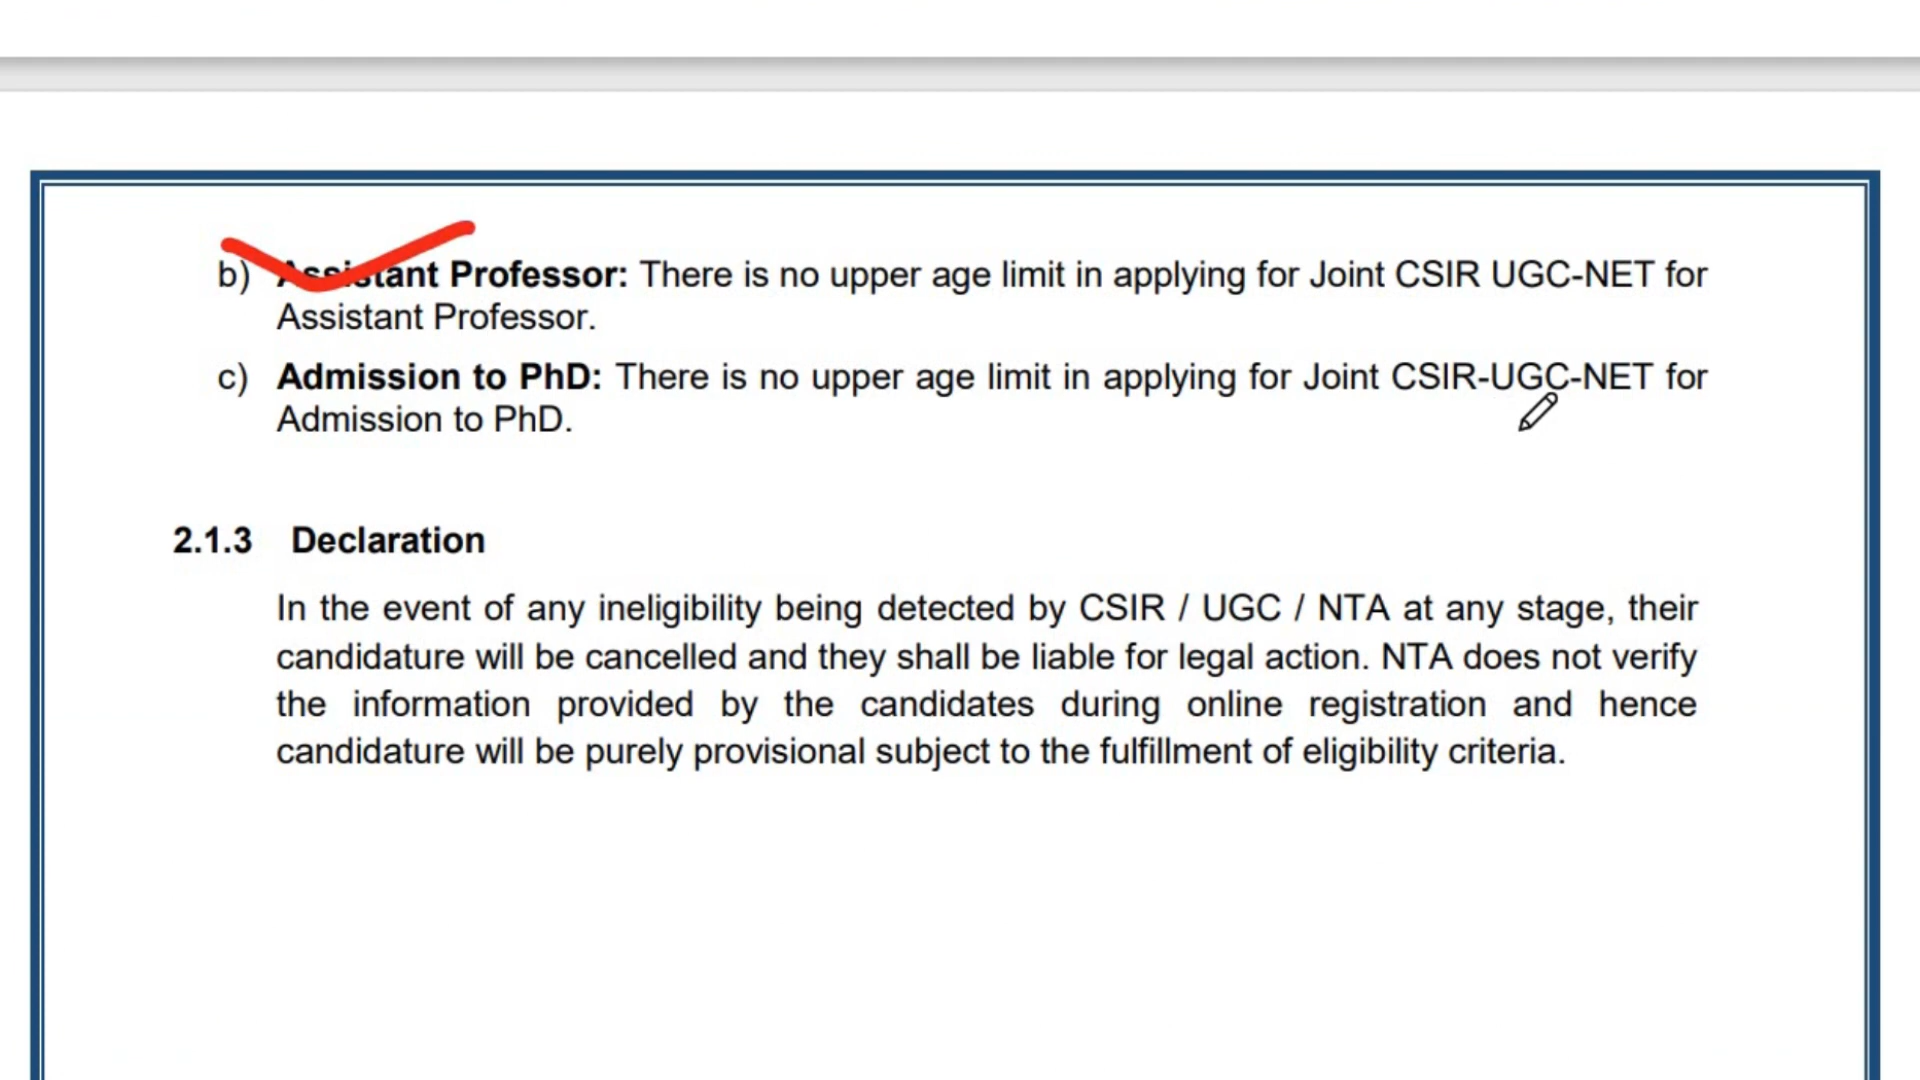 b) Assistant Professor: There is no upper age limit in applying for Joint CSIR UGC-NET for
Assistant Professor.
c) Admission to PhD: There is no upper age limit in applying for Joint CSIR-UGC-NET for
Admission to PhD.
2.1.3 Declaration
In the event of any ineligibility being detected by CSIR / UGC / NTA at any stage, their
candidature will be cancelled and they shall be liable for legal action. NTA does not verify
the information provided by the candidates during online registration and hence
candidature will be purely provisional subject to the fulfillment of eligibility criteria.